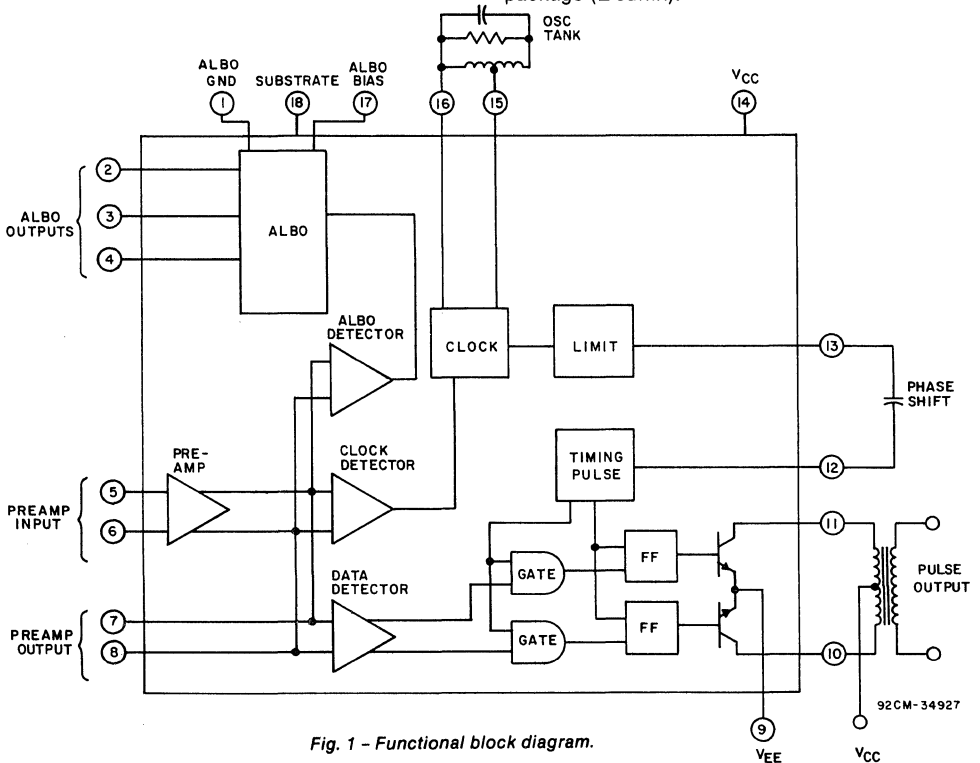 package (E suffix).
OSC
TANK
ALBO
GND
SUBSTRATE
ALBO
BIAS
VCC
1
18
17
16
15
14
2
3
4
ALBO
OUTPUTS
ALBO
ALBO
DETECTOR
CLOCK
LIMIT
13
PHASE
SHIFT
12
PRE-
AMP
CLOCK
DETECTOR
TIMING
PULSE
5
6
PREAMP
INPUT
11
GATE
FF
DATA
DETECTOR
PULSE
OUTPUT
7
8
PREAMP
OUTPUT
GATE
FF
10
92CM-34927
9
VEE
VCC
Fig. 1 – Functional block diagram.